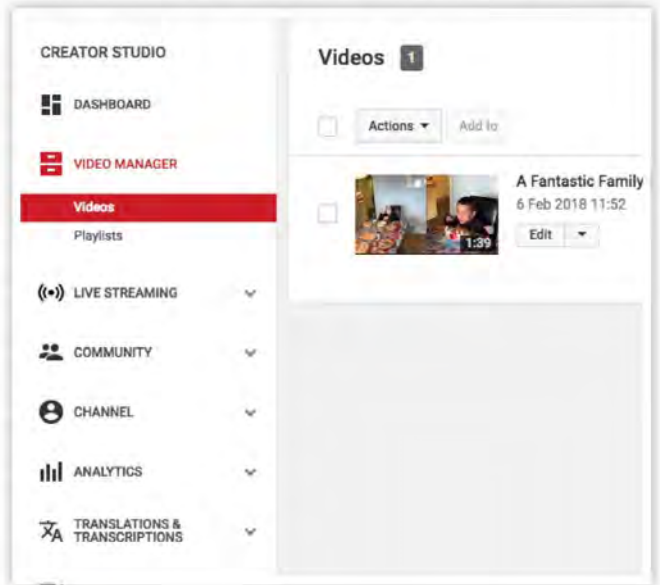 CREATOR STUDIO
DASHBOARD
VIDEO MANAGER
Videos
Playlists
LIVE STREAMING
COMMUNITY
CHANNEL
ANALYTICS
TRANSLATIONS &
TRANSCRIPTIONS
Videos 1
Actions Add to
A Fantastic Family
6 Feb 2018 11:52
1:39
Edit